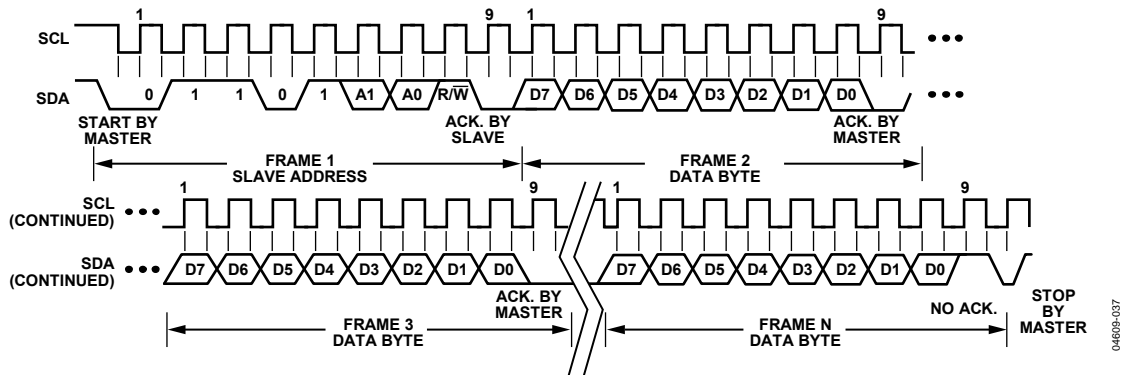 1 9 1 9
SCL
SDA
0 1 1 0 1 A1 A0 R/W̅ D7 D6 D5 D4 D3 D2 D1 D0
START BY
MASTER
ACK. BY
SLAVE
ACK. BY
MASTER
FRAME 1
SLAVE ADDRESS
FRAME 2
DATA BYTE
1 9 1 9
SCL
(CONTINUED)
SDA
(CONTINUED)
D7 D6 D5 D4 D3 D2 D1 D0 D7 D6 D5 D4 D3 D2 D1 D0
ACK. BY
MASTER
NO ACK.
STOP
BY
MASTER
FRAME 3
DATA BYTE
FRAME N
DATA BYTE
04609-037